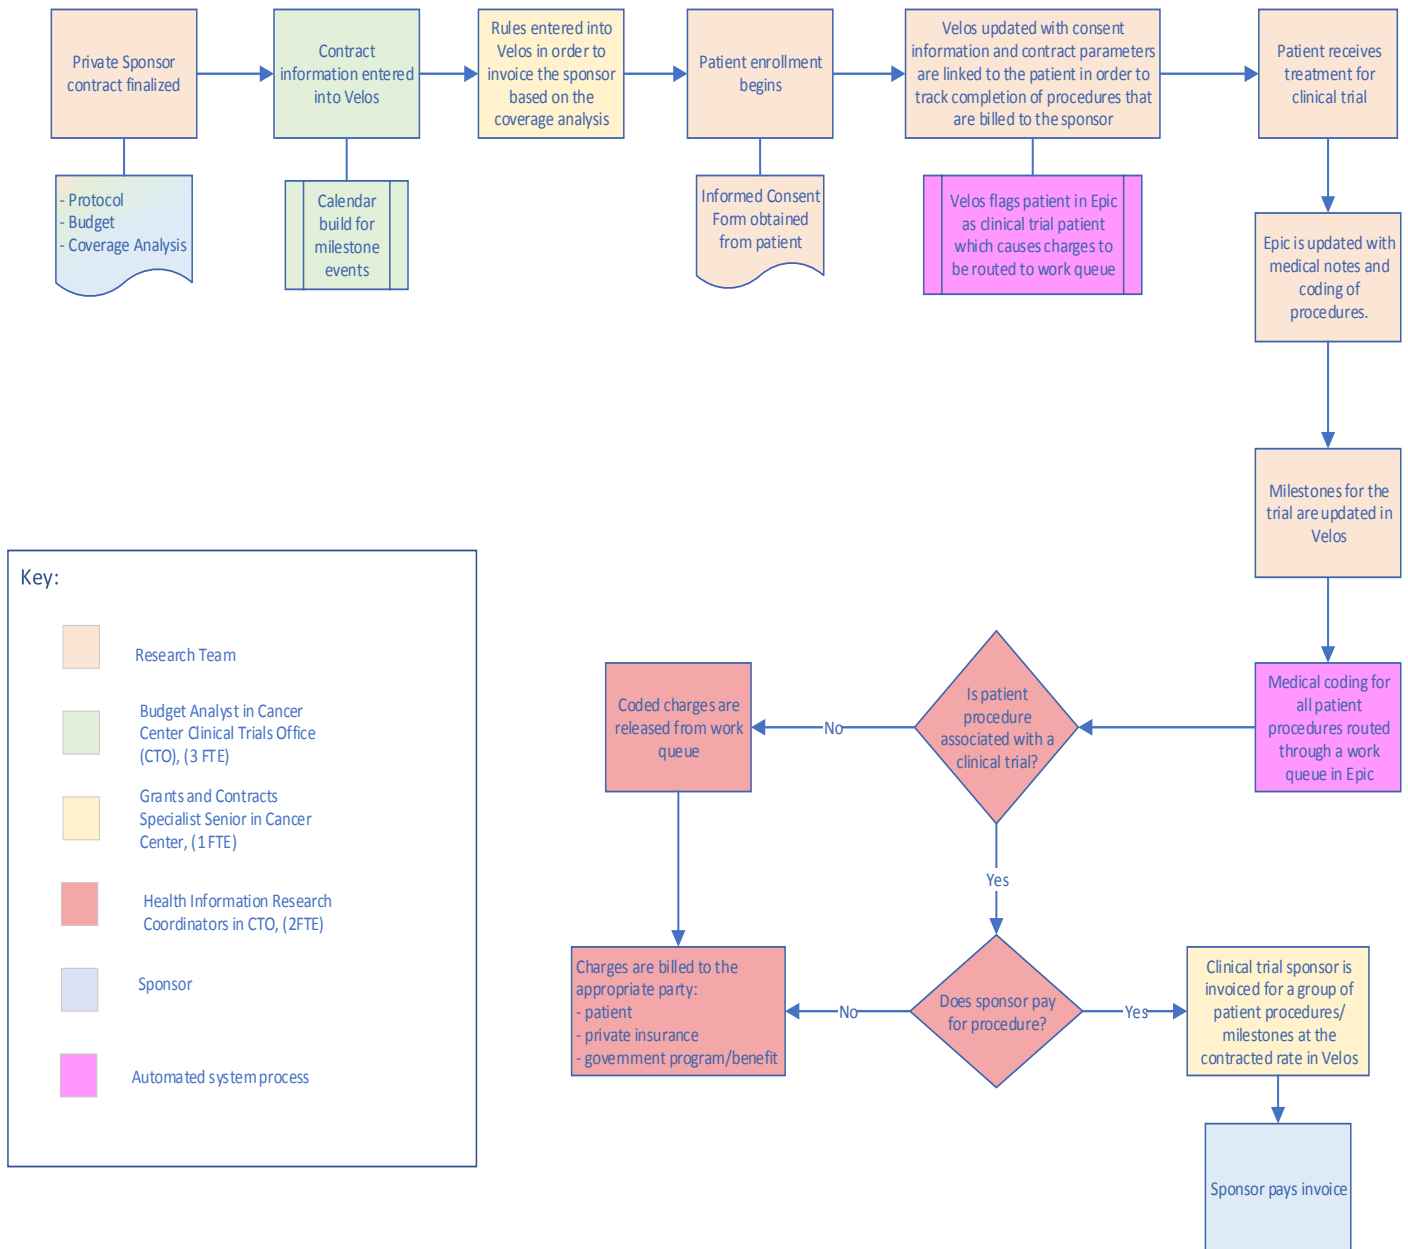 Private Sponsor
contract finalized
Contract
information entered
into Velos
Rules entered into
Velos in order to
invoice the sponsor
based on the
coverage analysis
Patient enrollment
begins
Velos updated with consent
information and contract parameters
are linked to the patient in order to
track completion of procedures that
are billed to the sponsor
Patient receives
treatment for
clinical trial
- Protocol
- Budget
- Coverage Analysis
Calendar
build for
milestone
events
Informed Consent
Form obtained
from patient
Velos flags patient in Epic
as clinical trial patient
which causes charges to
be routed to work queue
Epic is updated with
medical notes and
coding of
procedures.
Milestones for the
trial are updated in
Velos
Key:
Research Team
Budget Analyst in Cancer
Center Clinical Trials Office
(CTO), (3 FTE)
Grants and Contracts
Specialist Senior in Cancer
Center, (1 FTE)
Health Information Research
Coordinators in CTO, (2FTE)
Sponsor
Automated system process
Coded charges are
released from work
queue
No
Is patient
procedure
associated with a
clinical trial?
Medical coding for
all patient
procedures routed
through a work
queue in Epic
Yes
Charges are billed to the
appropriate party:
- patient
- private insurance
- government program/benefit
No
Does sponsor pay
for procedure?
Yes
Clinical trial sponsor is
invoiced for a group of
patient procedures/
milestones at the
contracted rate in Velos
Sponsor pays invoice